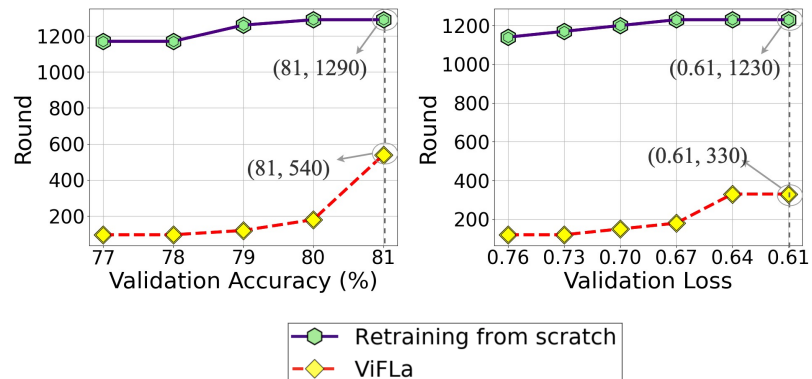 1200
1000
800
600
400
200
Round
(81, 1290)
(81, 540)
77 78 79 80 81
Validation Accuracy (%)
1200
1000
800
600
400
200
Round
(0.61, 1230)
(0.61, 330)
0.76 0.73 0.70 0.67 0.64 0.61
Validation Loss
Retraining from scratch
ViFLa